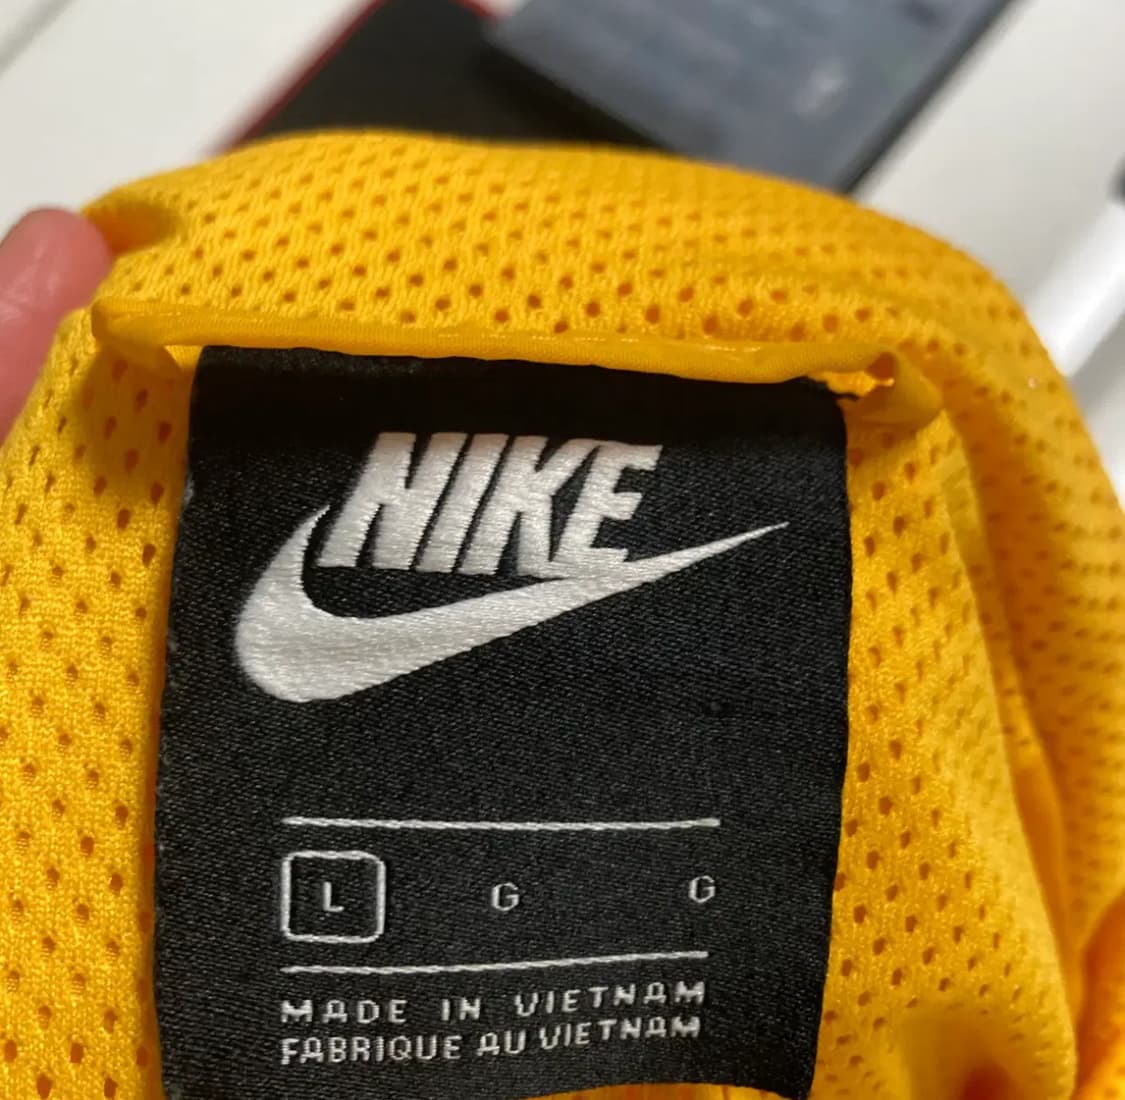 NIKE
L G G
MADE IN VIETNAM
FABRIQUE AU VIETNAM